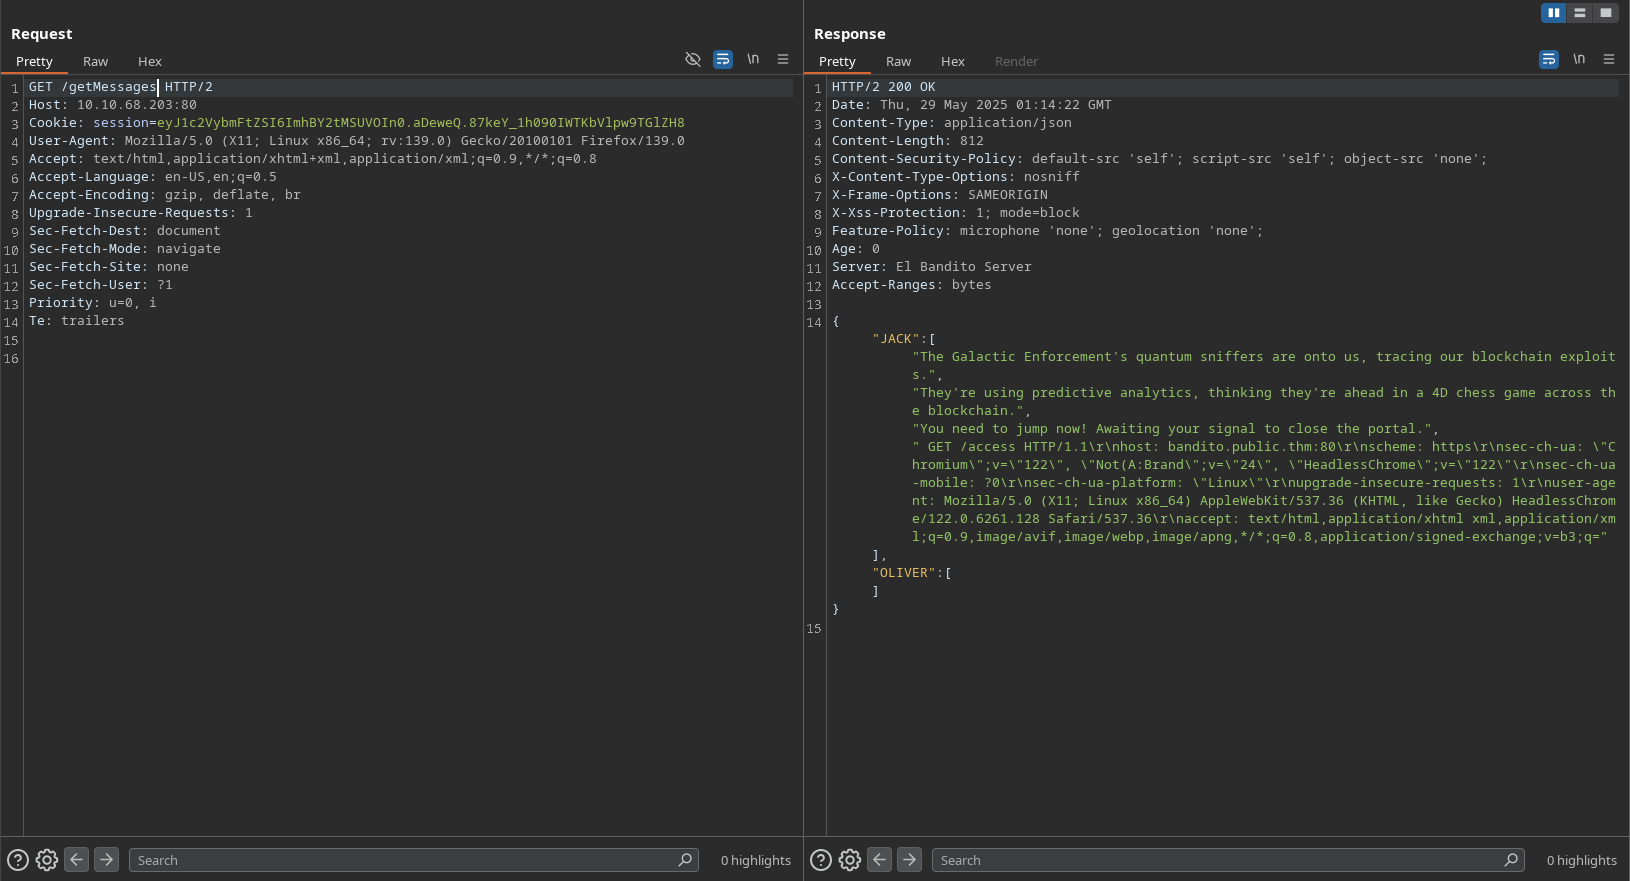 Request
Pretty Raw Hex \n
1 GET /getMessages HTTP/2
2 Host: 10.10.68.203:80
3 Cookie: session=eyJ1c2VybmFtZSI6ImhBY2tMSUVOIn0.aDeweQ.87keY_1h090IWTKbVlpw9TGlZH8
4 User-Agent: Mozilla/5.0 (X11; Linux x86_64; rv:139.0) Gecko/20100101 Firefox/139.0
5 Accept: text/html,application/xhtml+xml,application/xml;q=0.9,*/*;q=0.8
6 Accept-Language: en-US,en;q=0.5
7 Accept-Encoding: gzip, deflate, br
8 Upgrade-Insecure-Requests: 1
9 Sec-Fetch-Dest: document
10 Sec-Fetch-Mode: navigate
11 Sec-Fetch-Site: none
12 Sec-Fetch-User: ?1
13 Priority: u=0, i
14 Te: trailers
15
16
Search 0 highlights
Response
Pretty Raw Hex Render \n
1 HTTP/2 200 OK
2 Date: Thu, 29 May 2025 01:14:22 GMT
3 Content-Type: application/json
4 Content-Length: 812
5 Content-Security-Policy: default-src 'self'; script-src 'self'; object-src 'none';
6 X-Content-Type-Options: nosniff
7 X-Frame-Options: SAMEORIGIN
8 X-Xss-Protection: 1; mode=block
9 Feature-Policy: microphone 'none'; geolocation 'none';
10 Age: 0
11 Server: El Bandito Server
12 Accept-Ranges: bytes
13
14 {
"JACK":[
"The Galactic Enforcement's quantum sniffers are onto us, tracing our blockchain exploit
s.",
"They're using predictive analytics, thinking they're ahead in a 4D chess game across th
e blockchain.",
"You need to jump now! Awaiting your signal to close the portal.",
" GET /access HTTP/1.1\r\nhost: bandito.public.thm:80\r\nscheme: https\r\nsec-ch-ua: \"C
hromium\";v=\"122\", \"Not(A:Brand\";v=\"24\", \"HeadlessChrome\";v=\"122\"\r\nsec-ch-ua
-mobile: ?0\r\nsec-ch-ua-platform: \"Linux\"\r\nupgrade-insecure-requests: 1\r\nuser-age
nt: Mozilla/5.0 (X11; Linux x86_64) AppleWebKit/537.36 (KHTML, like Gecko) HeadlessChrom
e/122.0.6261.128 Safari/537.36\r\naccept: text/html,application/xhtml xml,application/xm
l;q=0.9,image/avif,image/webp,image/apng,*/*;q=0.8,application/signed-exchange;v=b3;q="
],
"OLIVER":[
]
}
15
Search 0 highlights